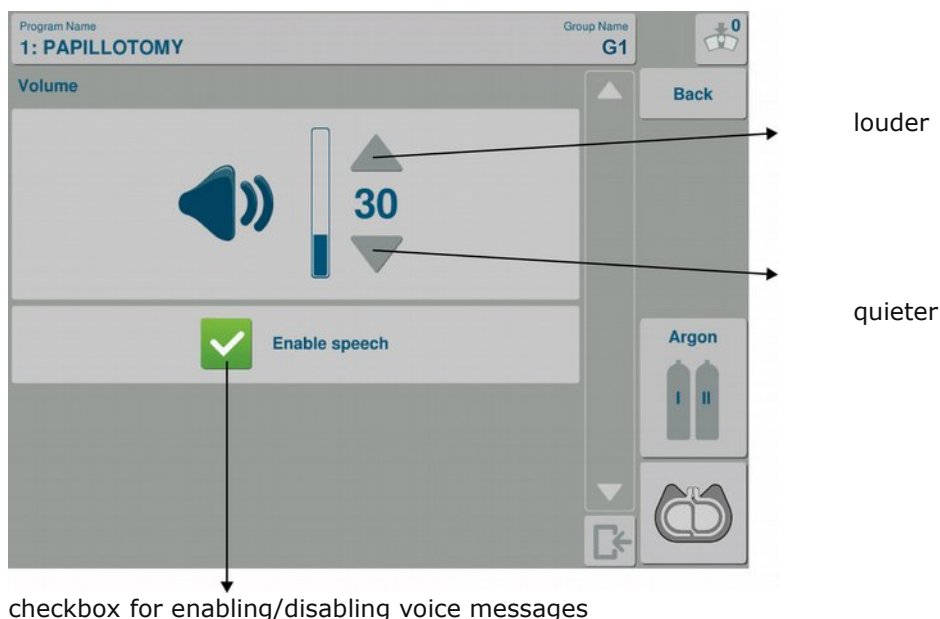 Program Name
1: PAPILLOTOMY
Group Name
G1
0
Volume
Back
louder
30
quieter
Enable speech
Argon
I II
checkbox for enabling/disabling voice messages